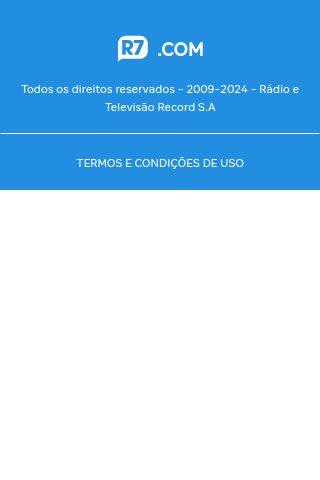 R7 .COM
Todos os direitos reservados - 2009-2024 - Rádio e
Televisão Record S.A
TERMOS E CONDIÇÕES DE USO